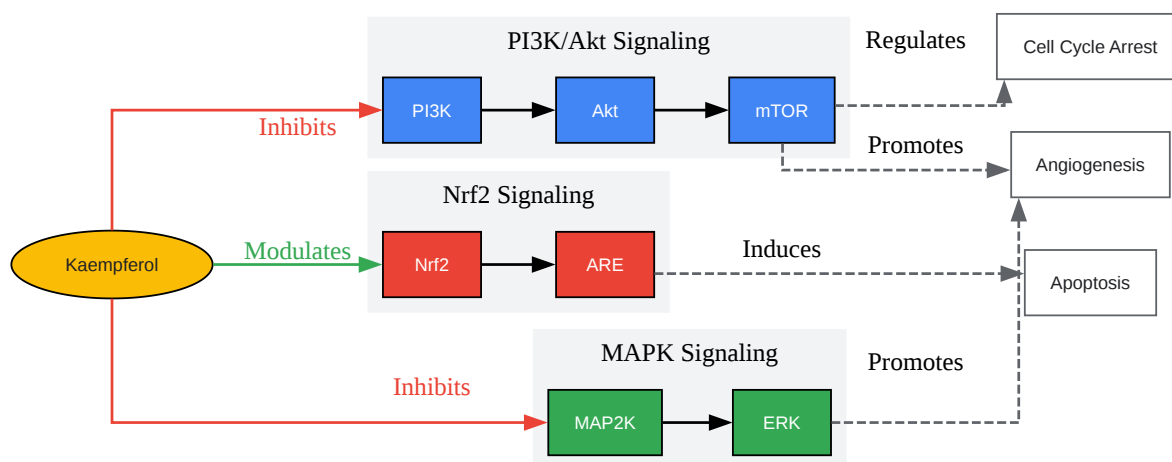 PI3K/Akt Signaling
Regulates
Cell Cycle Arrest
PI3K
Akt
mTOR
Inhibits
Promotes
Angiogenesis
Nrf2 Signaling
Kaempferol
Modulates
Nrf2
ARE
Induces
Apoptosis
MAPK Signaling
Promotes
Inhibits
MAP2K
ERK